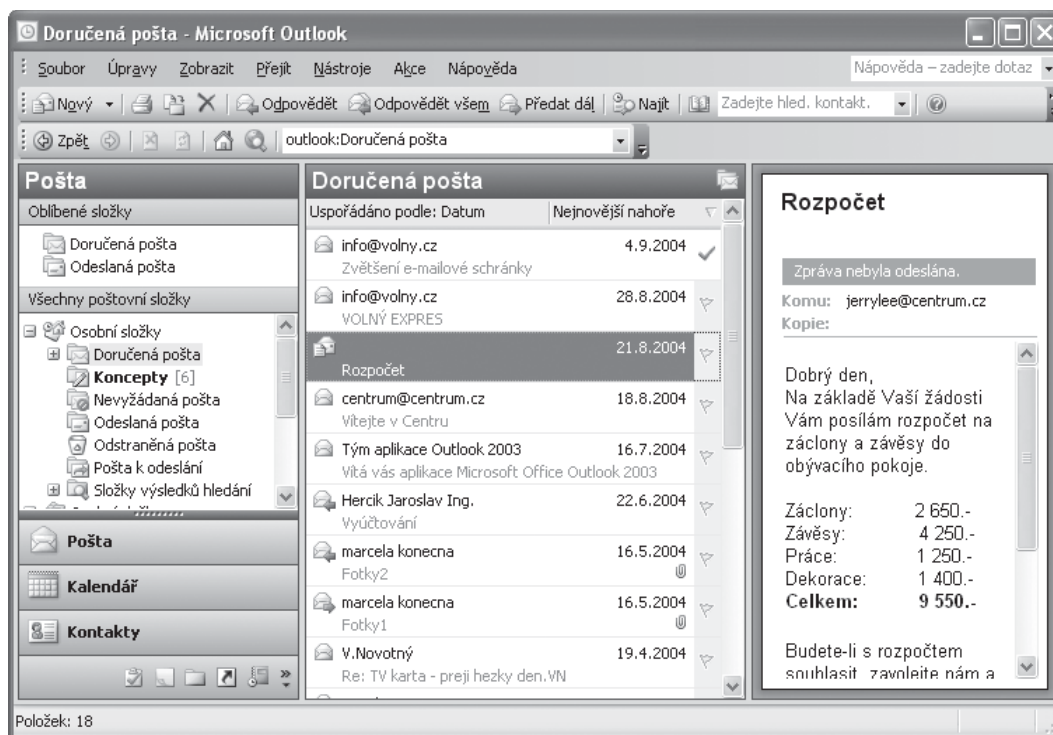 Doručená pošta - Microsoft Outlook
Soubor Úpravy Zobrazit Přejít Nástroje Akce Nápověda Nápověda – zadejte dotaz
Nový Odpovědět Odpovědět všem Předat dál Najít Zadejte hled. kontakt.
Zpět outlook:Doručená pošta
Pošta
Oblíbené složky
Doručená pošta
Odeslaná pošta
Všechny poštovní složky
Osobní složky
Doručená pošta
Koncepty [6]
Nevyžádaná pošta
Odeslaná pošta
Odstraněná pošta
Pošta k odeslání
Složky výsledků hledání
Pošta
Kalendář
Kontakty
Doručená pošta
Uspořádáno podle: Datum Nejnovější nahoře
info@volny.cz 4.9.2004
Zvětšení e-mailové schránky
info@volny.cz 28.8.2004
VOLNÝ EXPRES
21.8.2004
Rozpočet
centrum@centrum.cz 18.8.2004
Vítejte v Centru
Tým aplikace Outlook 2003 16.7.2004
Vítá vás aplikace Microsoft Office Outlook 2003
Hercik Jaroslav Ing. 22.6.2004
Vyúčtování
marcela konecna 16.5.2004
Fotky2
marcela konecna 16.5.2004
Fotky1
V.Novotný 19.4.2004
Re: TV karta - preji hezky den.VN
Rozpočet
Zpráva nebyla odeslána.
Komu: jerrylee@centrum.cz
Kopie:
Dobrý den,
Na základě Vaší žádosti
Vám posílám rozpočet na
záclony a závěsy do
obývacího pokoje.
Záclony: 2 650.-
Závěsy: 4 250.-
Práce: 1 250.-
Dekorace: 1 400.-
Celkem: 9 550.-
Budete-li s rozpočtem
souhlasit, zavolejte nám a
Položek: 18